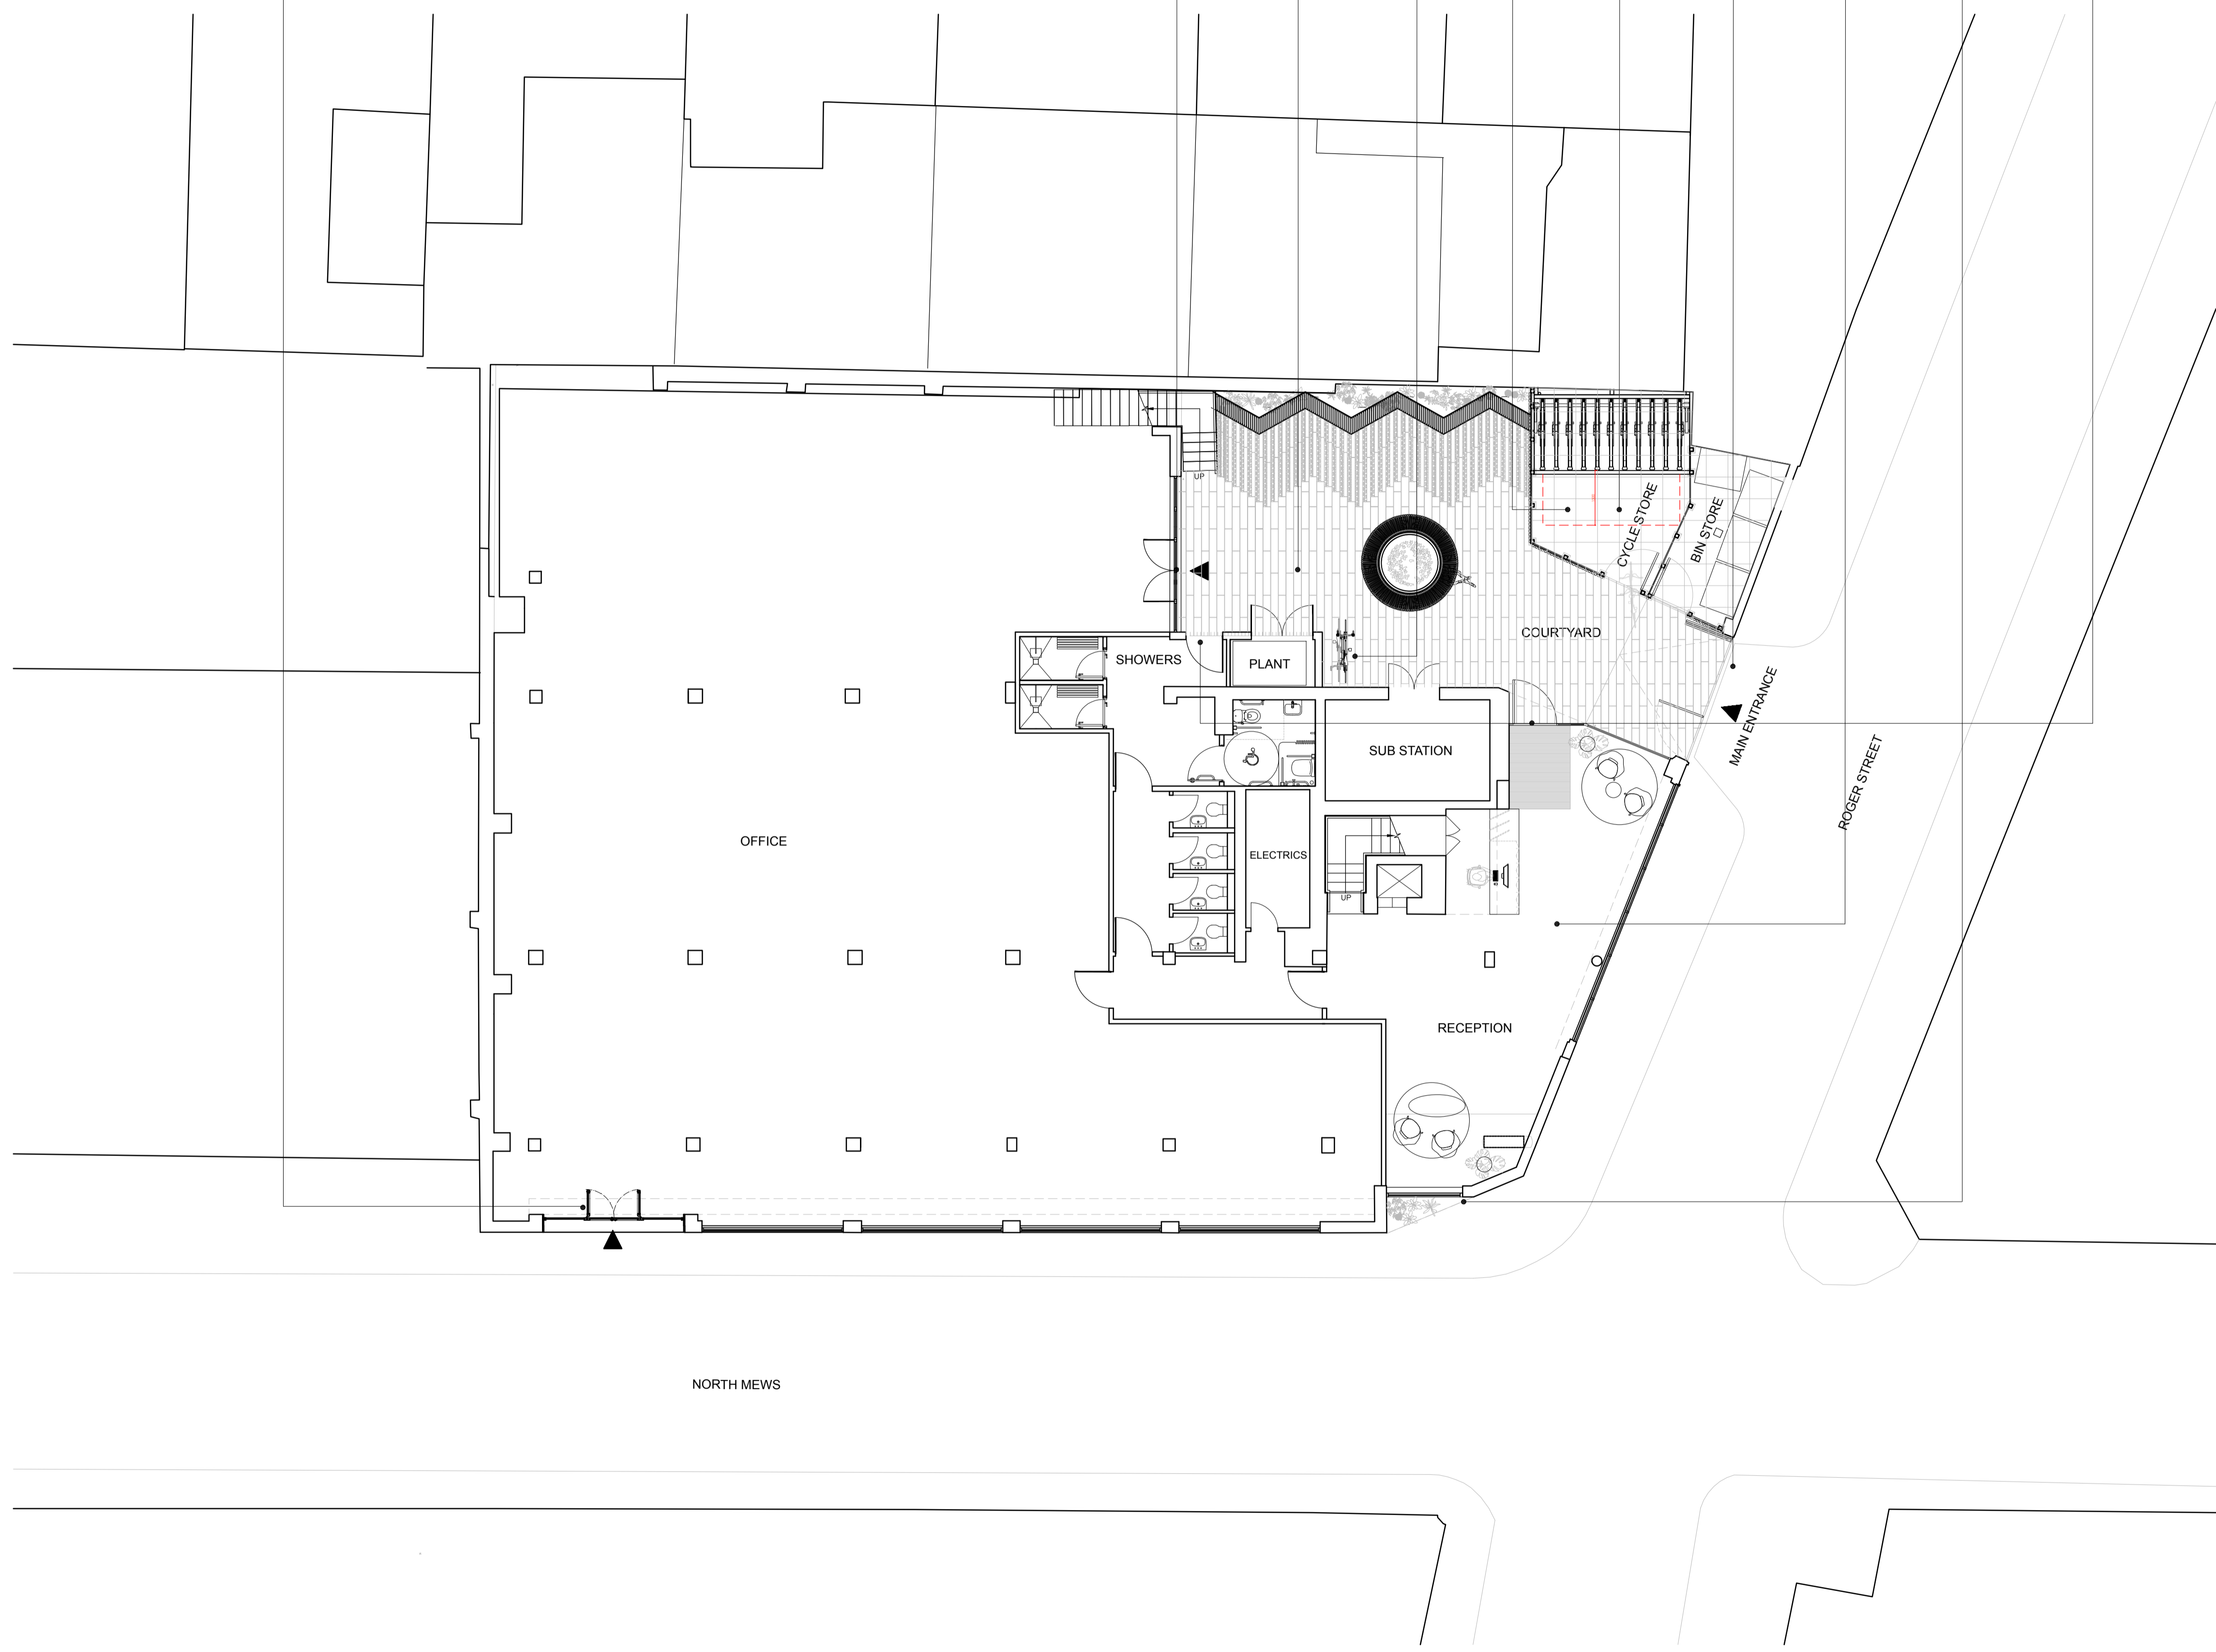 UP
CYCLE STORE
BIN STORE
COURTYARD
SHOWERS
PLANT
MAIN ENTRANCE
SUB STATION
ROGER STREET
OFFICE
ELECTRICS
UP
RECEPTION
NORTH MEWS